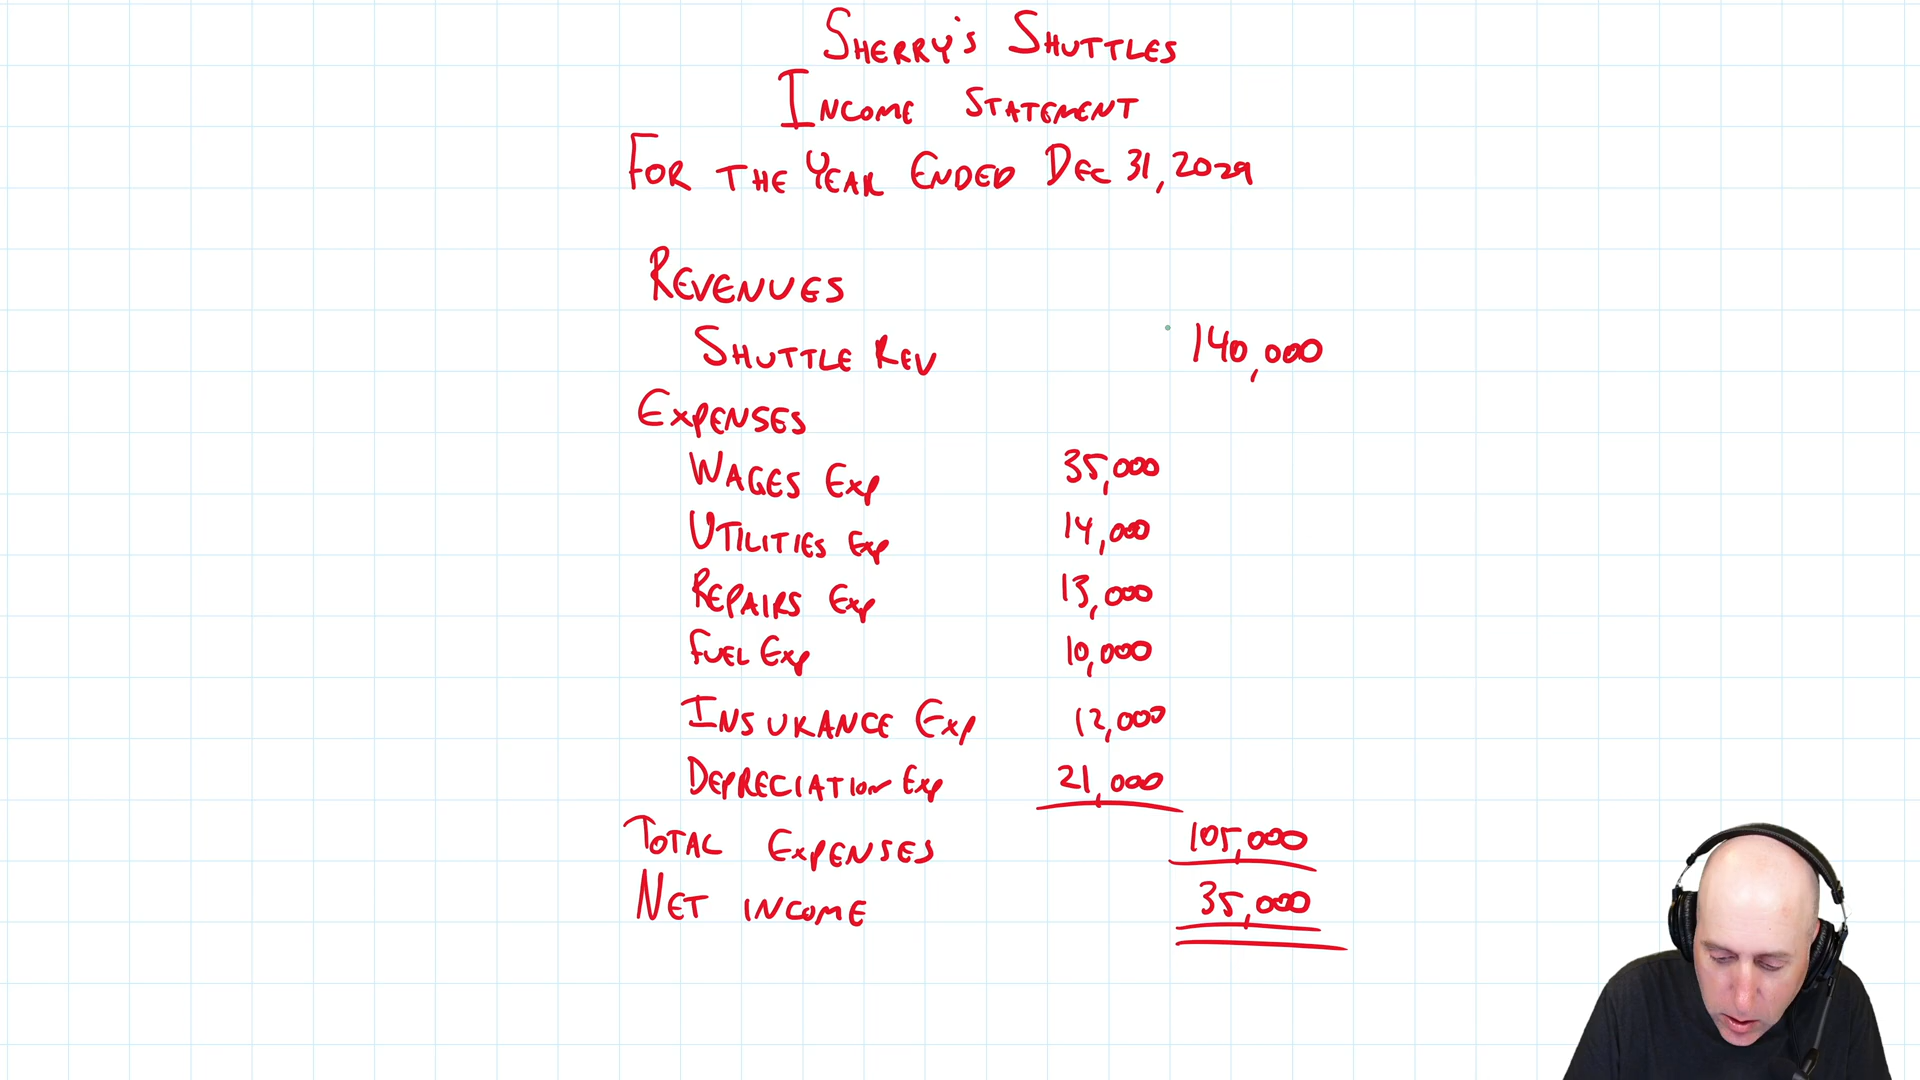 SHERRY'S SHUTTLES
INCOME STATEMENT
FOR THE YEAR ENDED DEC 31, 2029
REVENUES
SHUTTLE REV 140,000
EXPENSES
WAGES EXP 35,000
UTILITIES EXP 14,000
REPAIRS EXP 13,000
FUEL EXP 10,000
INSURANCE EXP 12,000
DEPRECIATION EXP 21,000
TOTAL EXPENSES 105,000
NET INCOME 35,000